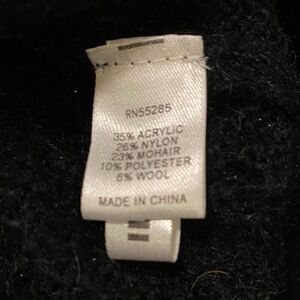 RN55285
35% ACRYLIC
26% NYLON
23% MOHAIR
10% POLYESTER
6% WOOL
MADE IN CHINA